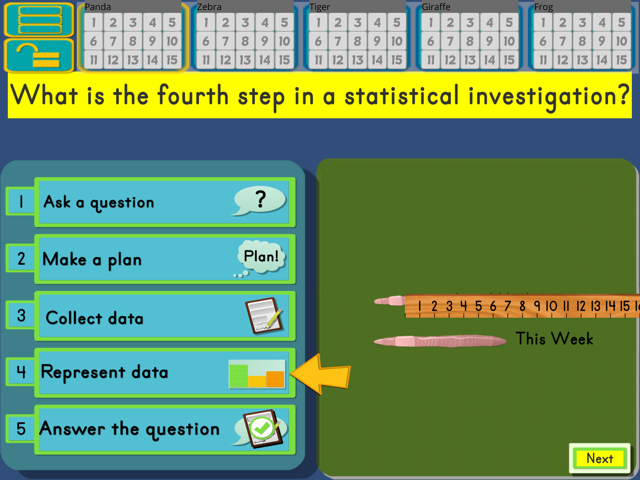 Panda Zebra Tiger Giraffe Frog
1 2 3 4 5 1 2 3 4 5 1 2 3 4 5 1 2 3 4 5 1 2 3 4 5
6 7 8 9 10 6 7 8 9 10 6 7 8 9 10 6 7 8 9 10 6 7 8 9 10
11 12 13 14 15 11 12 13 14 15 11 12 13 14 15 11 12 13 14 15 11 12 13 14 15
What is the fourth step in a statistical investigation?
1 Ask a question ?
2 Make a plan Plan!
3 Collect data
4 Represent data
5 Answer the question
1 2 3 4 5 6 7 8 9 10 11 12 13 14 15
This Week
Next